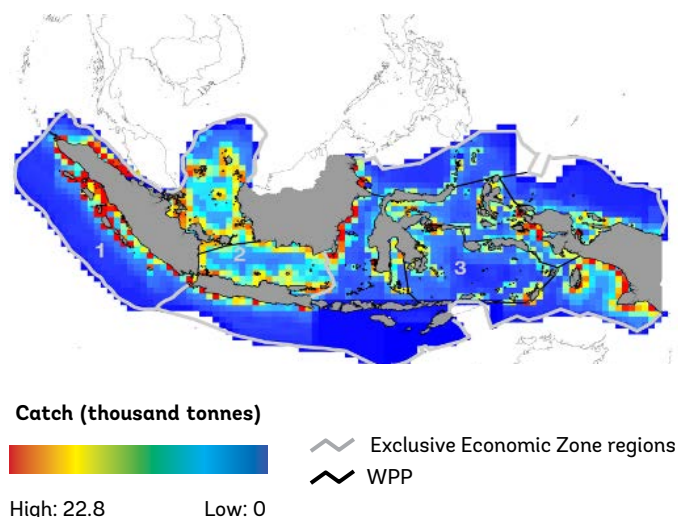 1
2
3
Catch (thousand tonnes)
High: 22.8 Low: 0
Exclusive Economic Zone regions
WPP